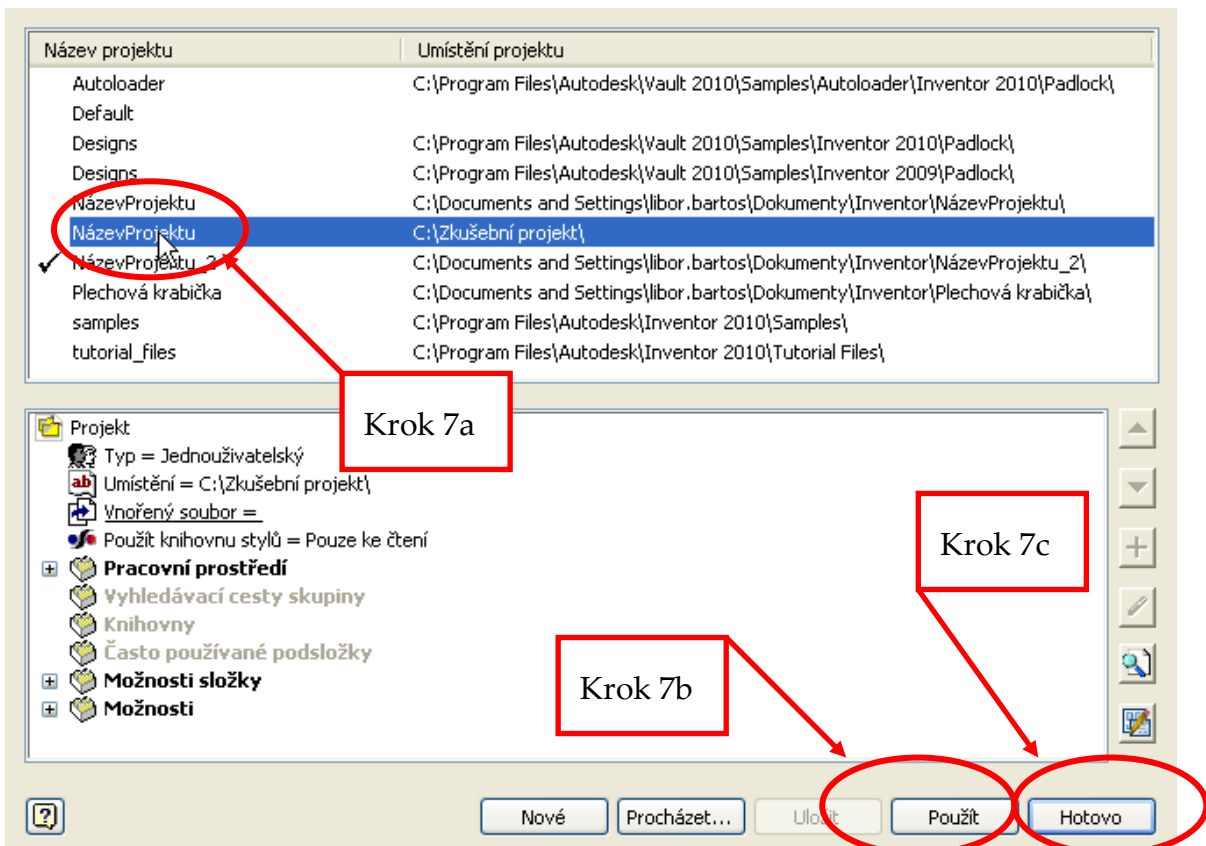 Název projektu Umístění projektu
Autoloader C:\Program Files\Autodesk\Vault 2010\Samples\Autoloader\Inventor 2010\Padlock\
Default
Designs C:\Program Files\Autodesk\Vault 2010\Samples\Inventor 2010\Padlock\
Designs C:\Program Files\Autodesk\Vault 2010\Samples\Inventor 2009\Padlock\
NázevProjektu C:\Documents and Settings\libor.bartos\Dokumenty\Inventor\NázevProjektu\
NázevProjektu C:\Zkušební projekt\
NázevProjektu_2 C:\Documents and Settings\libor.bartos\Dokumenty\Inventor\NázevProjektu_2\
Plechová krabička C:\Documents and Settings\libor.bartos\Dokumenty\Inventor\Plechová krabička\
samples C:\Program Files\Autodesk\Inventor 2010\Samples\
tutorial_files C:\Program Files\Autodesk\Inventor 2010\Tutorial Files\
Krok 7a
Projekt
Typ = Jednouživatelský
Umístění = C:\Zkušební projekt\
Vnořený soubor =
Použít knihovnu stylů = Pouze ke čtení
Pracovní prostředí
Vyhledávací cesty skupiny
Knihovny
Často používané podsložky
Možnosti složky
Možnosti
Krok 7c
Krok 7b
Nové Procházet... Uložit Použít Hotovo